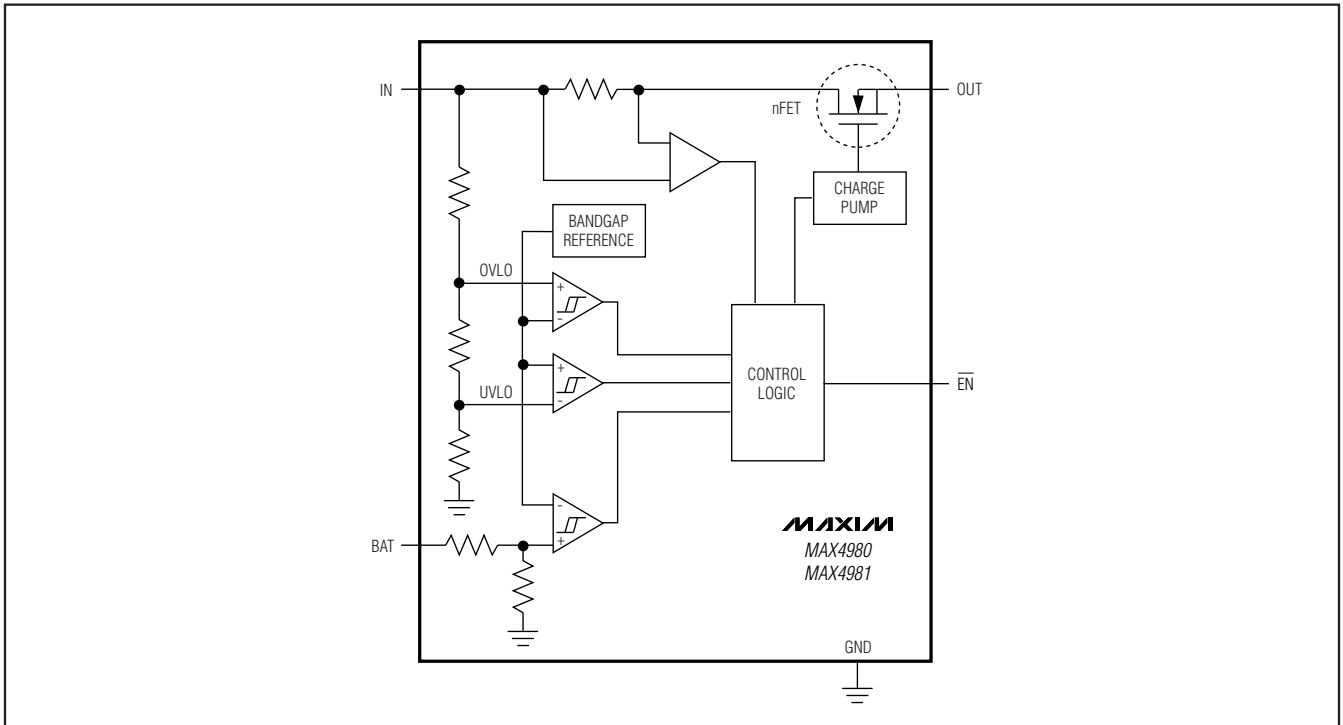 IN
OUT
nFET
CHARGE
PUMP
BANDGAP
REFERENCE
OVLO
+
-
+
UVLO
-
CONTROL
LOGIC
EN
-
+
BAT
MAXIM
MAX4980
MAX4981
GND